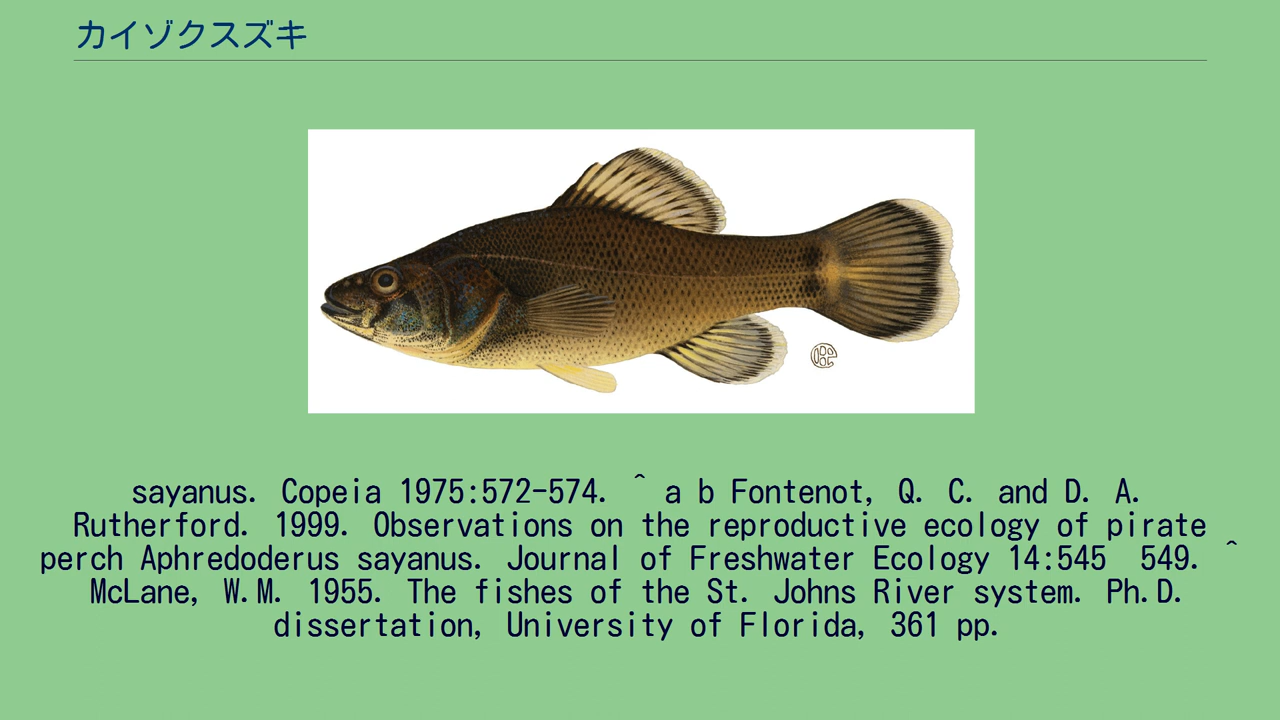 カイゾクスズキ
sayanus. Copeia 1975:572-574. ^ a b Fontenot, Q. C. and D. A.
Rutherford. 1999. Observations on the reproductive ecology of pirate
perch Aphredoderus sayanus. Journal of Freshwater Ecology 14:545 549. ^
McLane, W.M. 1955. The fishes of the St. Johns River system. Ph.D.
dissertation, University of Florida, 361 pp.